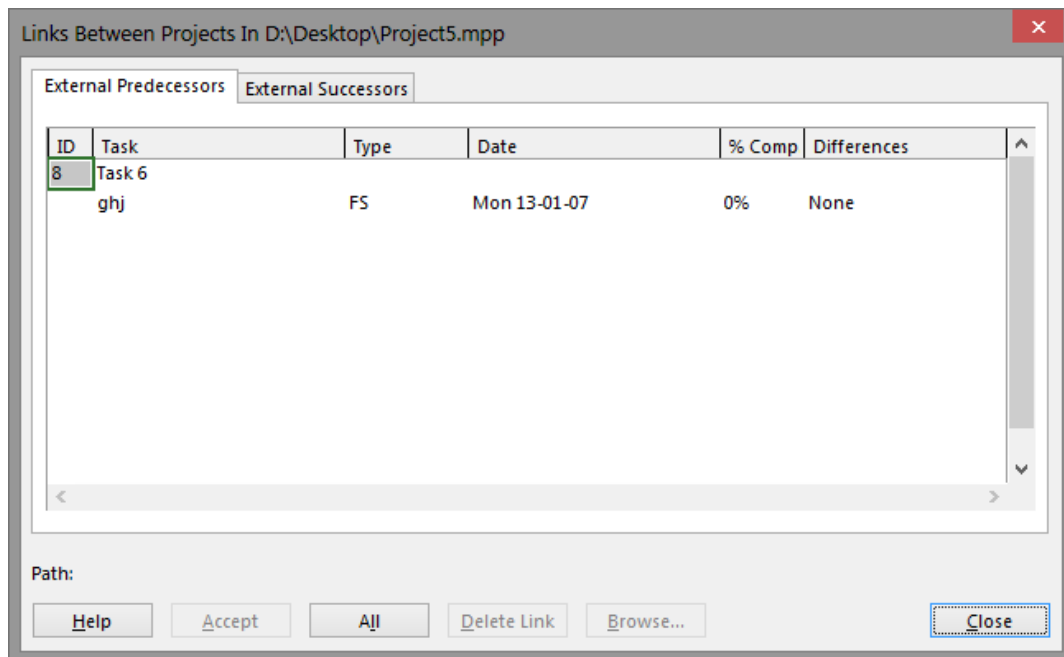 Links Between Projects In D:\Desktop\Project5.mpp
External Predecessors External Successors
ID Task Type Date % Comp Differences
8 Task 6
ghj FS Mon 13-01-07 0% None
Path:
Help Accept All Delete Link Browse... Close